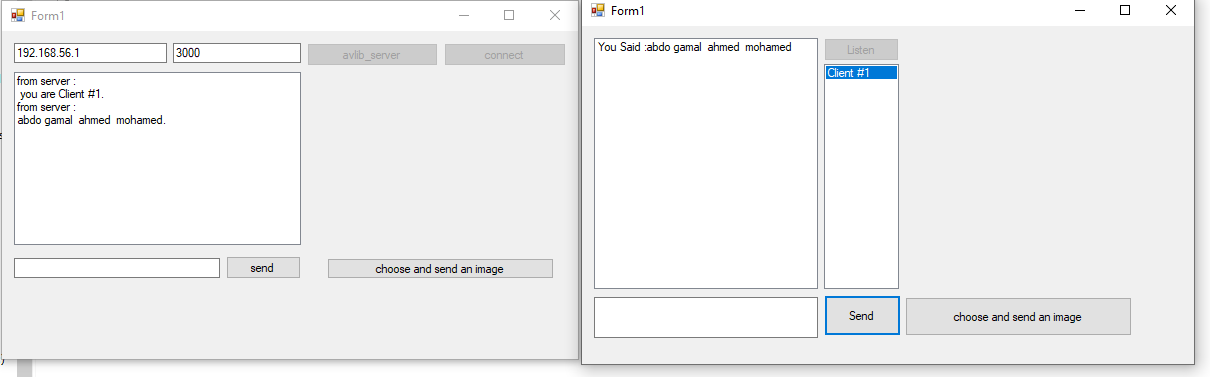 Form1
192.168.56.1
3000
avlib_server
connect
from server :
you are Client #1.
from server :
abdo gamal  ahmed  mohamed.
send
choose and send an image
Form1
You Said :abdo gamal  ahmed  mohamed
Listen
Client #1
Send
choose and send an image